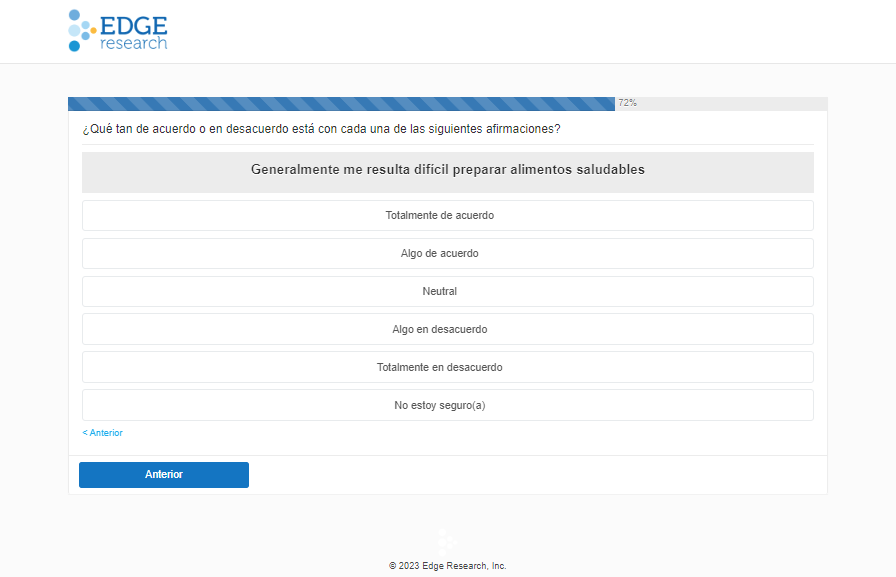 EDGE
research
72%
¿Qué tan de acuerdo o en desacuerdo está con cada una de las siguientes afirmaciones?
Generalmente me resulta difícil preparar alimentos saludables
Totalmente de acuerdo
Algo de acuerdo
Neutral
Algo en desacuerdo
Totalmente en desacuerdo
No estoy seguro(a)
< Anterior
Anterior
© 2023 Edge Research, Inc.